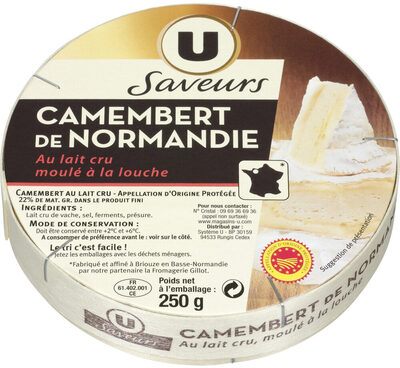 U
Saveurs
CAMEMBERT
DE NORMANDIE
Au lait cru
moulé à la louche
CAMEMBERT AU LAIT CRU - APPELLATION D'ORIGINE PROTÉGÉE
22% DE MAT. GR. DANS LE PRODUIT FINI
INGRÉDIENTS :
Lait cru de vache, sel, ferments, présure.
MODE DE CONSERVATION :
Doit être conservé entre +2°C et +6°C.
A consommer de préférence avant le : voir sur le côté.
Le tri c'est facile !
Jetez les emballages avec les déchets ménagers.
*Fabriqué et affiné à Briouze en Basse-Normandie
par notre partenaire la Fromagerie Gillot.
Pour nous contacter :
N° Cristal : 09 69 36 69 36
(appel non surtaxé)
www.magasins-u.com
Distribué par :
Système U - BP 30159
94533 Rungis Cedex
*
Suggestion de présentation
FR
61.402.001
CE
Poids net
à l'emballage :
250 g
U
Saveurs
CAMEMBERT DE NORMANDIE
Au lait cru, moulé à la louche